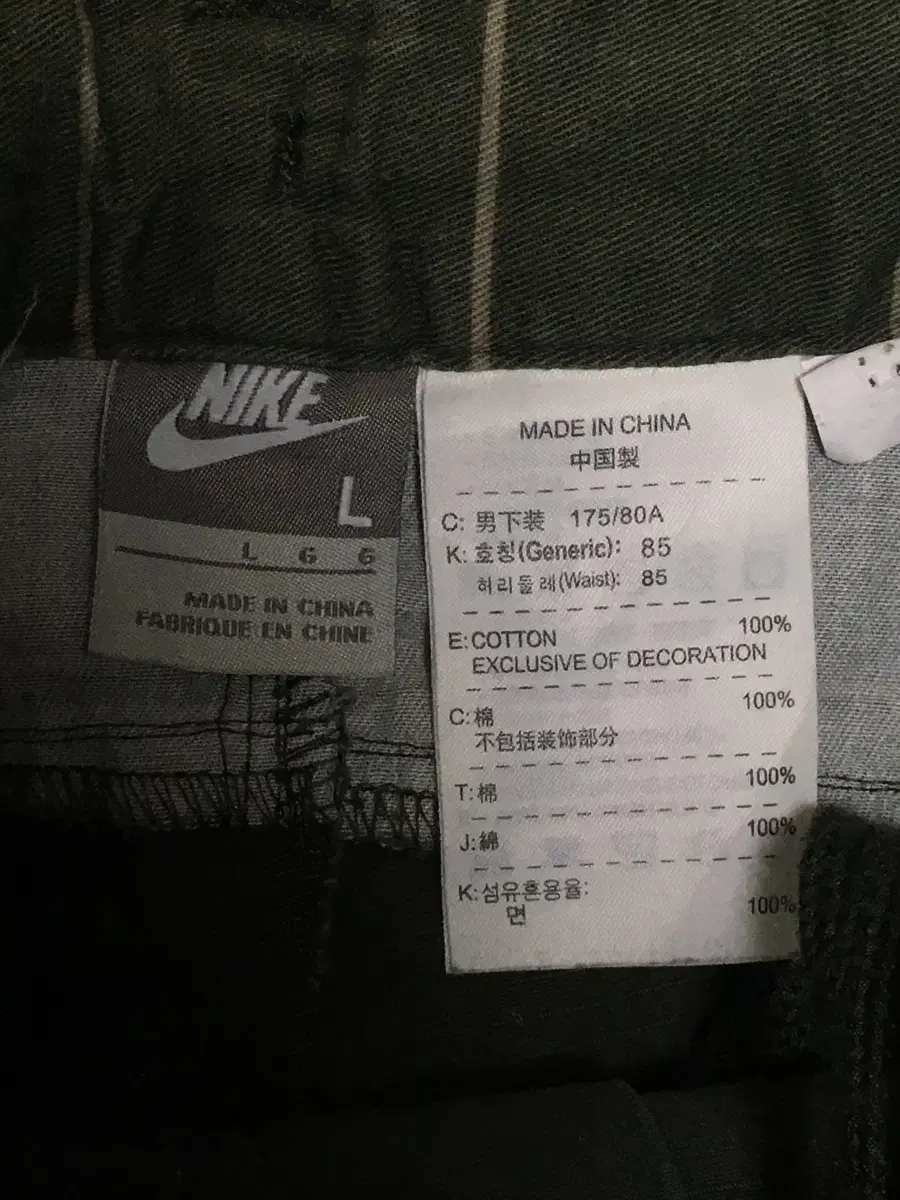 NIKE
L
L G G
MADE IN CHINA
FABRIQUE EN CHINE
MADE IN CHINA
中国製
C: 男下装 175/80A
K: 호칭(Generic): 85
허리둘레(Waist): 85
E: COTTON 100%
EXCLUSIVE OF DECORATION
C: 棉 100%
不包括装饰部分
T: 棉 100%
J: 綿 100%
K: 섬유혼용율:
면 100%